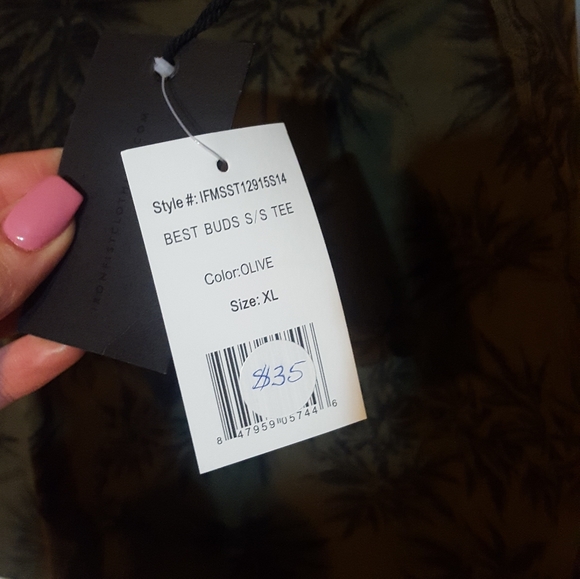 Style #: IFMSST12915S14
BEST BUDS S/S TEE
Color:OLIVE
Size: XL
$35
8 47959 05744 6